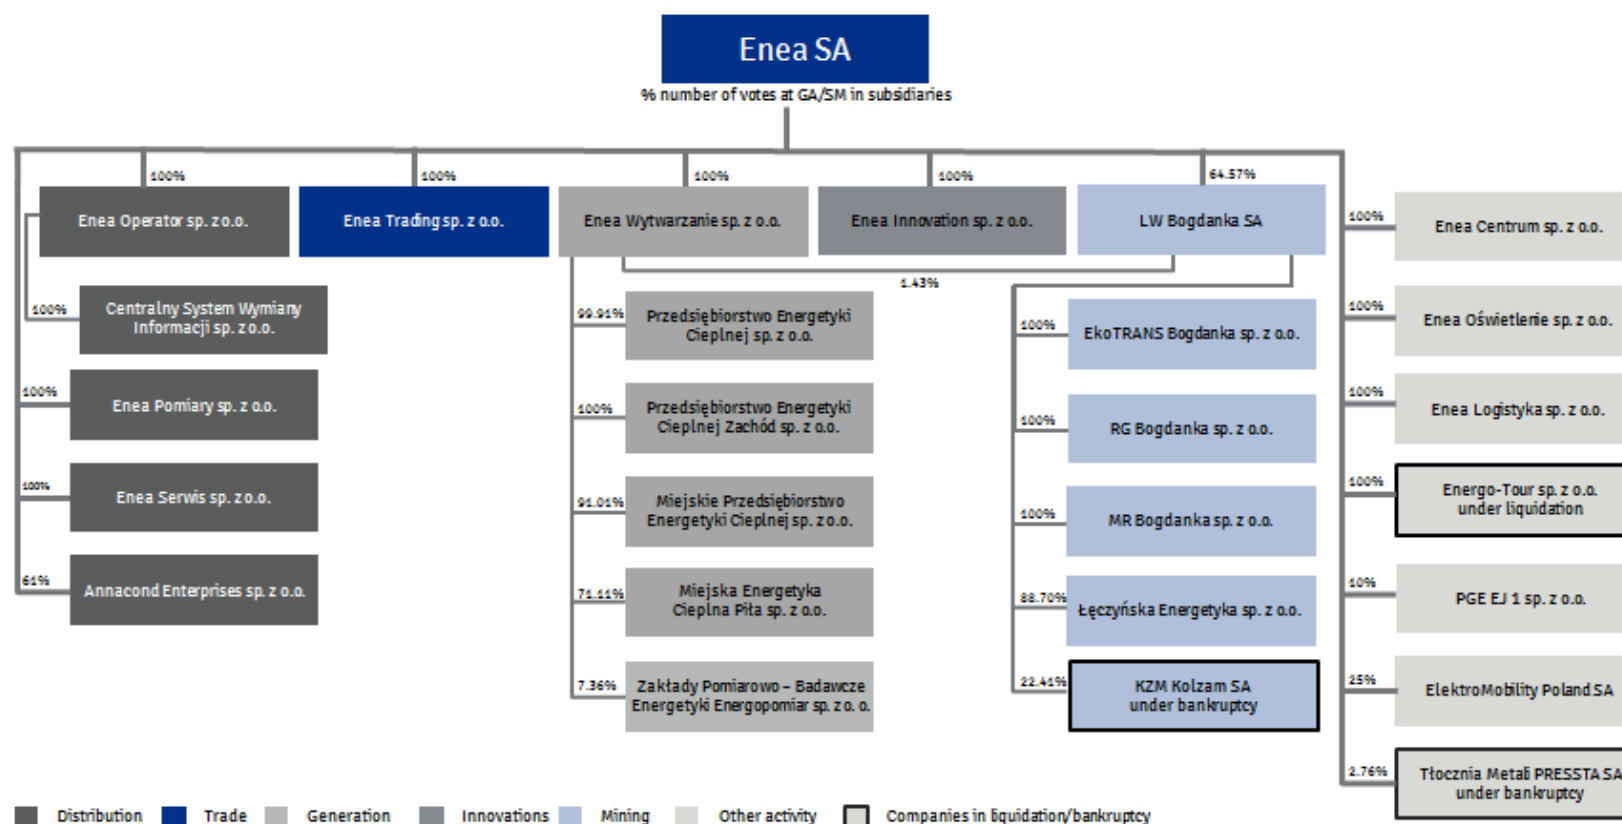 Enea SA
% number of votes at GA/SM in subsidiaries
100%
100%
100%
100%
64.57%
Enea Operator sp. z o.o.
Enea Trading sp. z o.o.
Enea Wytwarzanie sp. z o.o.
Enea Innovation sp. z o.o.
LW Bogdanka SA
1.43%
100%
Centralny System Wymiany
Informacji sp. z o.o.
100%
Enea Pomiary sp. z o.o.
100%
Enea Serwis sp. z o.o.
61%
Annacond Enterprises sp. z o.o.
99.91%
Przedsiębiorstwo Energetyki
Cieplnej sp. z o.o.
100%
Przedsiębiorstwo Energetyki
Cieplnej Zachód sp. z o.o.
91.01%
Miejskie Przedsiębiorstwo
Energetyki Cieplnej sp. z o.o.
71.11%
Miejska Energetyka
Cieplna Piła sp. z o.o.
7.36%
Zakłady Pomiarowo – Badawcze
Energetyki Energopomiar sp. z o. o.
100%
EkoTRANS Bogdanka sp. z o.o.
100%
RG Bogdanka sp. z o.o.
100%
MR Bogdanka sp. z o.o.
88.70%
Łęczyńska Energetyka sp. z o.o.
22.41%
KZM Kolzam SA
under bankruptcy
100%
Enea Centrum sp. z o.o.
100%
Enea Oświetlenie sp. z o.o.
100%
Enea Logistyka sp. z o.o.
100%
Energo-Tour sp. z o.o.
under liquidation
10%
PGE EJ 1 sp. z o.o.
25%
ElektroMobility Poland SA
2.76%
Tłocznia Metali PRESSTA SA
under bankruptcy
Distribution
Trade
Generation
Innovations
Mining
Other activity
Companies in liquidation/bankruptcy